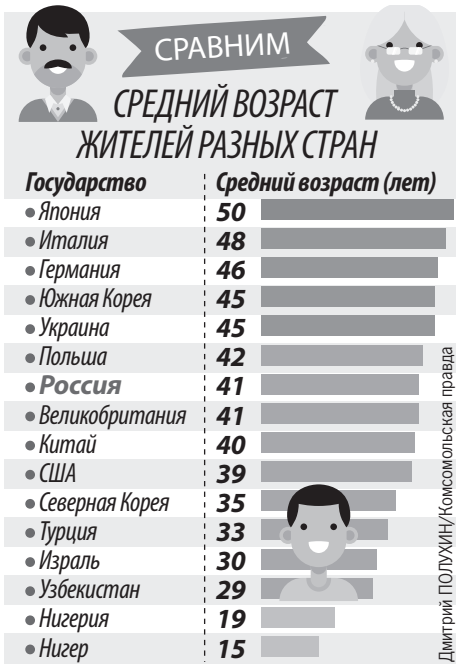 СРАВНИМ
СРЕДНИЙ ВОЗРАСТ
ЖИТЕЛЕЙ РАЗНЫХ СТРАН
Государство Средний возраст (лет)
• Япония 50
• Италия 48
• Германия 46
• Южная Корея 45
• Украина 45
• Польша 42
• Россия 41
• Великобритания 41
• Китай 40
• США 39
• Северная Корея 35
• Турция 33
• Израль 30
• Узбекистан 29
• Нигерия 19
• Нигер 15
Дмитрий ПОЛУХИН/Комсомольская правда